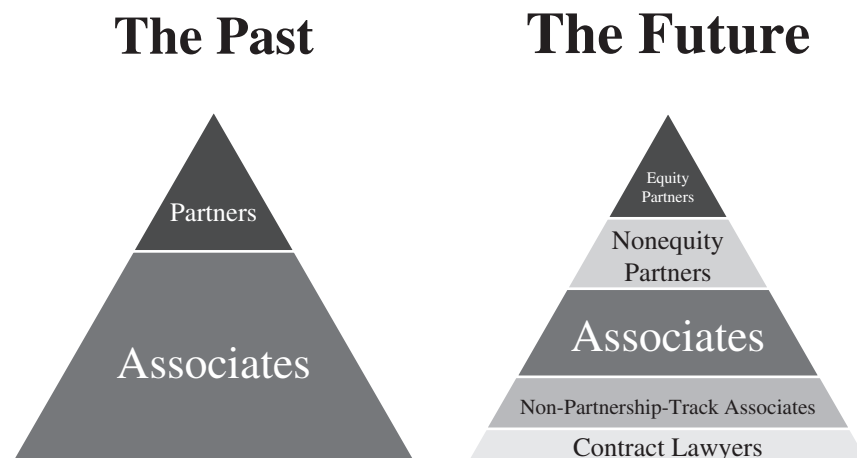 The Past
Partners
Associates
The Future
Equity
Partners
Nonequity
Partners
Associates
Non-Partnership-Track Associates
Contract Lawyers